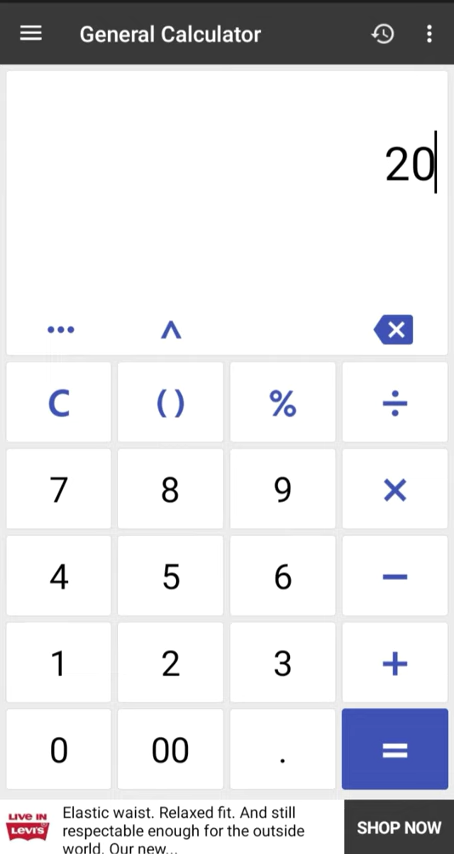 General Calculator
20
... ^
C () % ÷
7 8 9 ×
4 5 6 −
1 2 3 +
0 00 . =
LIVE IN
LEVI'S
Elastic waist. Relaxed fit. And still
respectable enough for the outside
world. Our new...
SHOP NOW